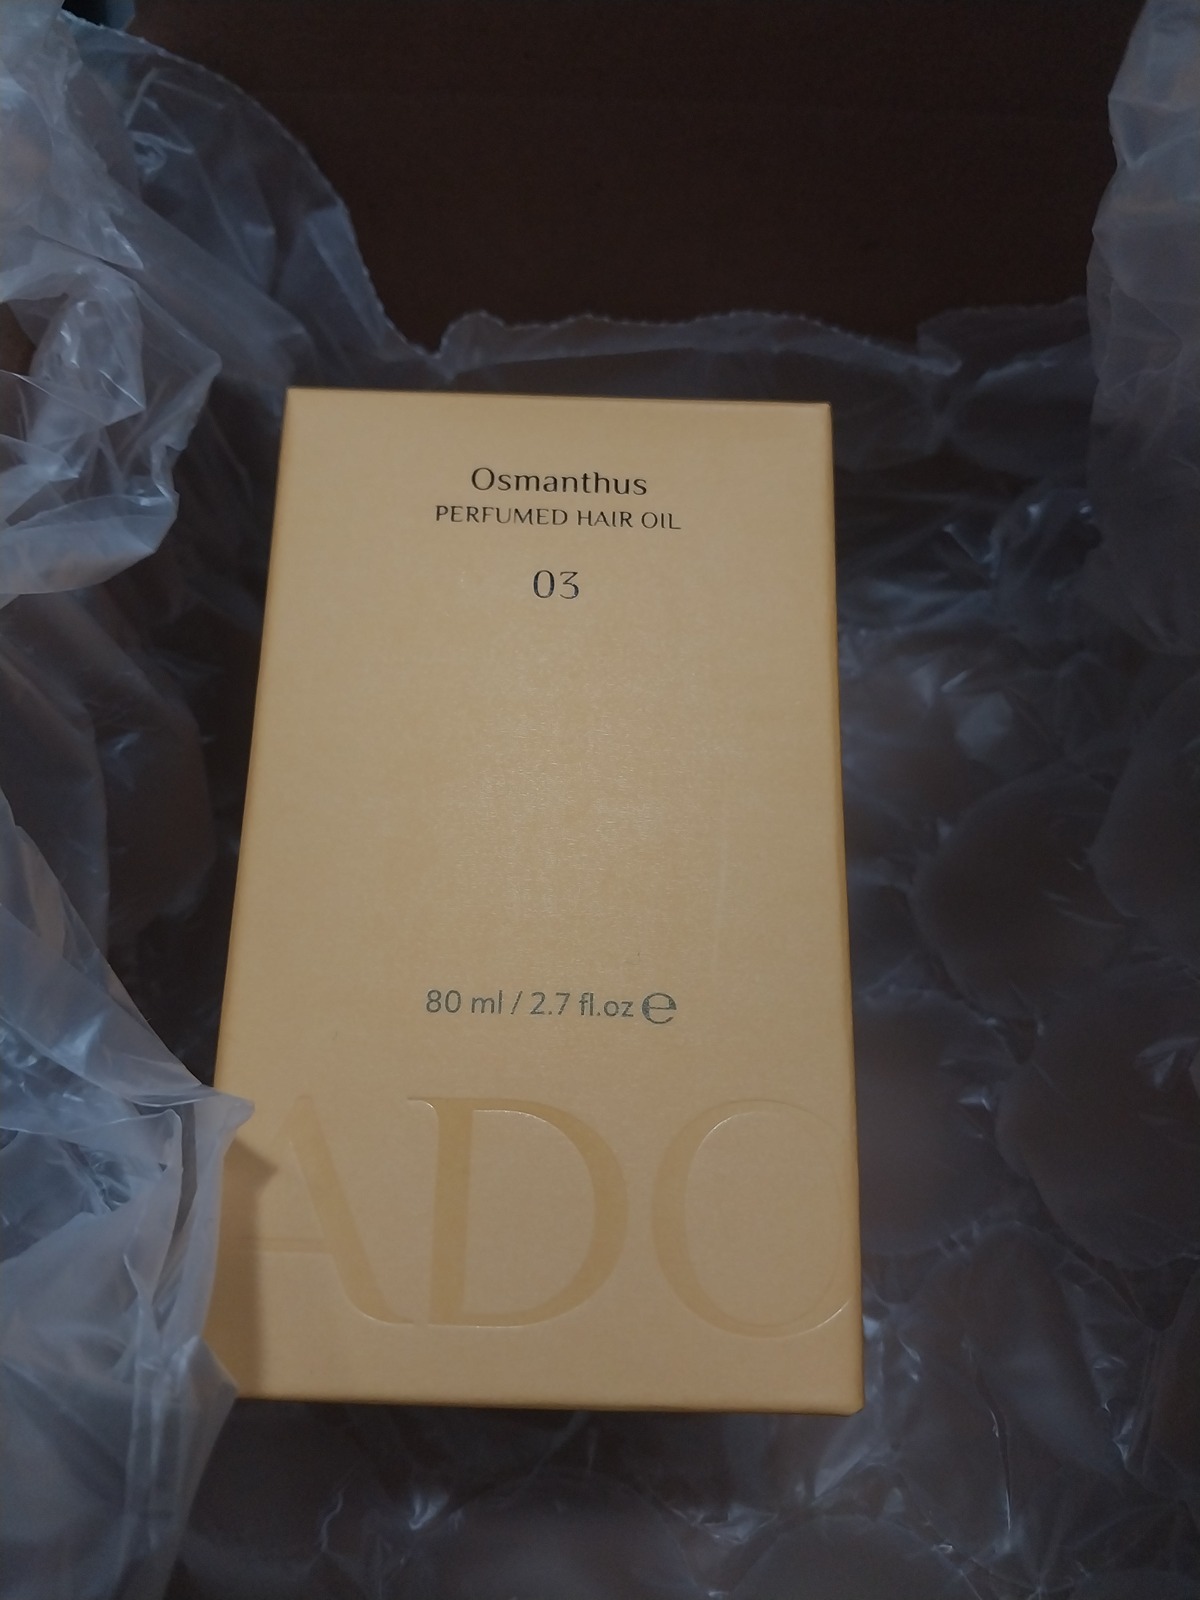 Osmanthus
PERFUMED HAIR OIL
03
80 ml / 2.7 fl.oz ℮
ADO